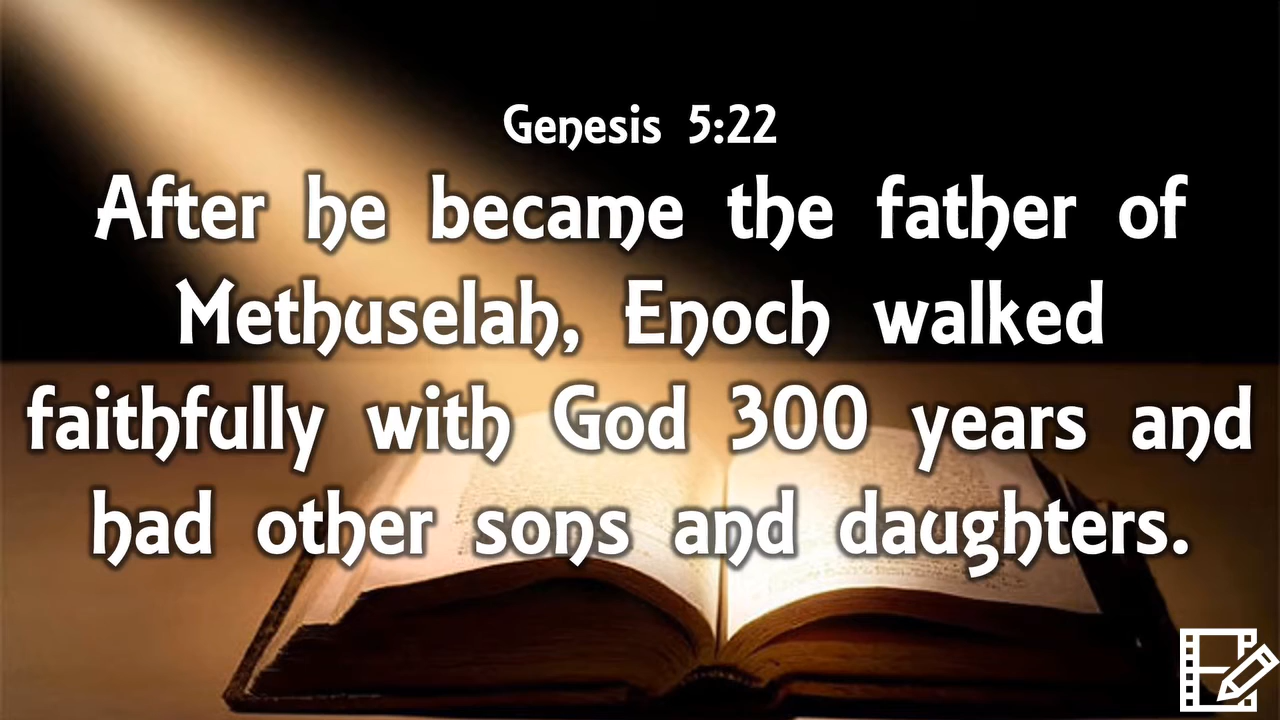 Genesis 5:22
After he became the father of
Methuselah, Enoch walked
faithfully with God 300 years and
had other sons and daughters.